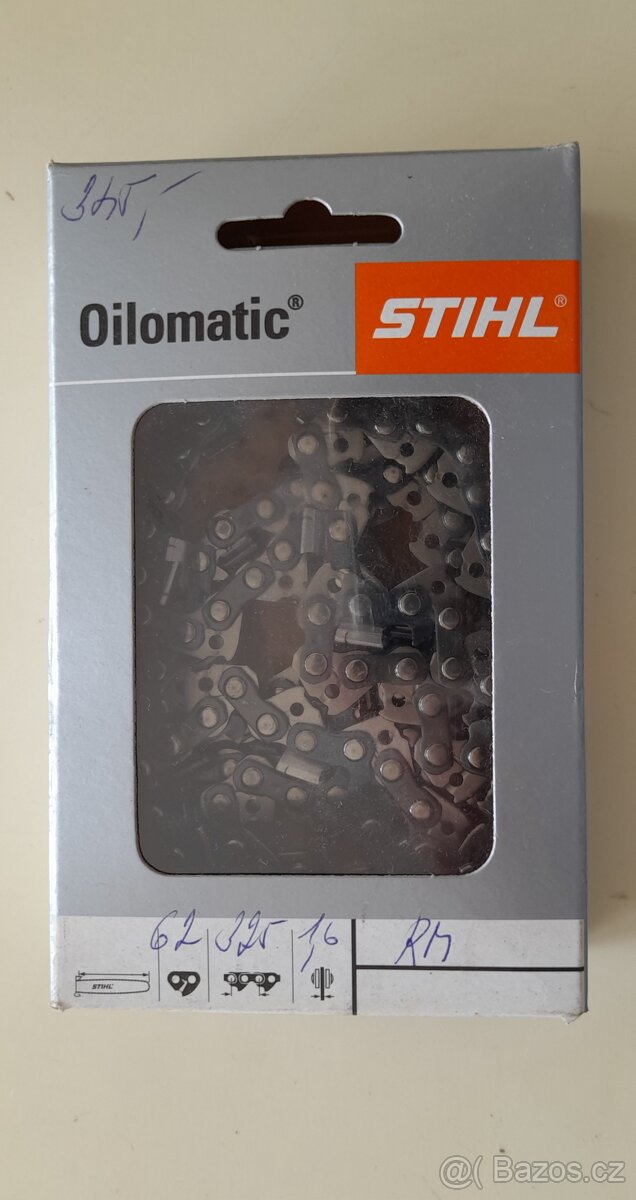 345,-
Oilomatic® STIHL®
62 325 1,6 RM
STIHL
@( Bazos.cz